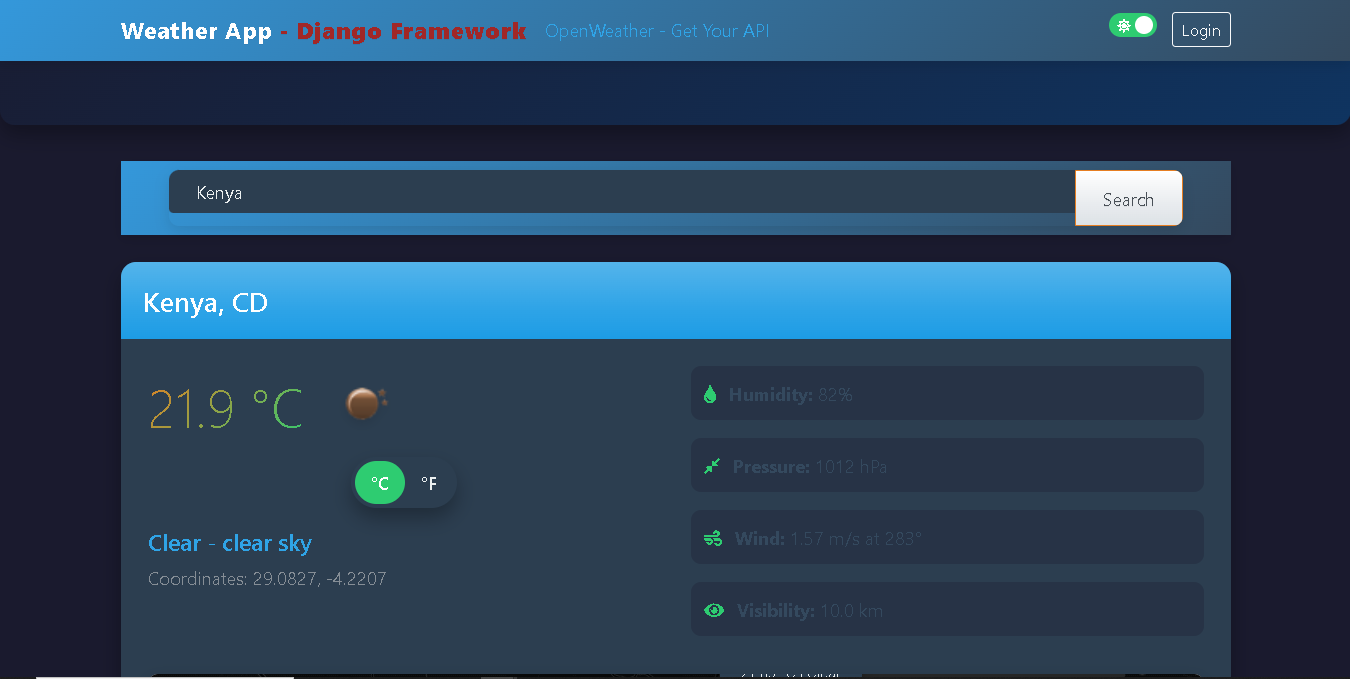 Weather App - Django Framework OpenWeather - Get Your API Login
Kenya Search
Kenya, CD
21.9 °C
°C °F
Clear - clear sky
Coordinates: 29.0827, -4.2207
Humidity: 82%
Pressure: 1012 hPa
Wind: 1.57 m/s at 283°
Visibility: 10.0 km